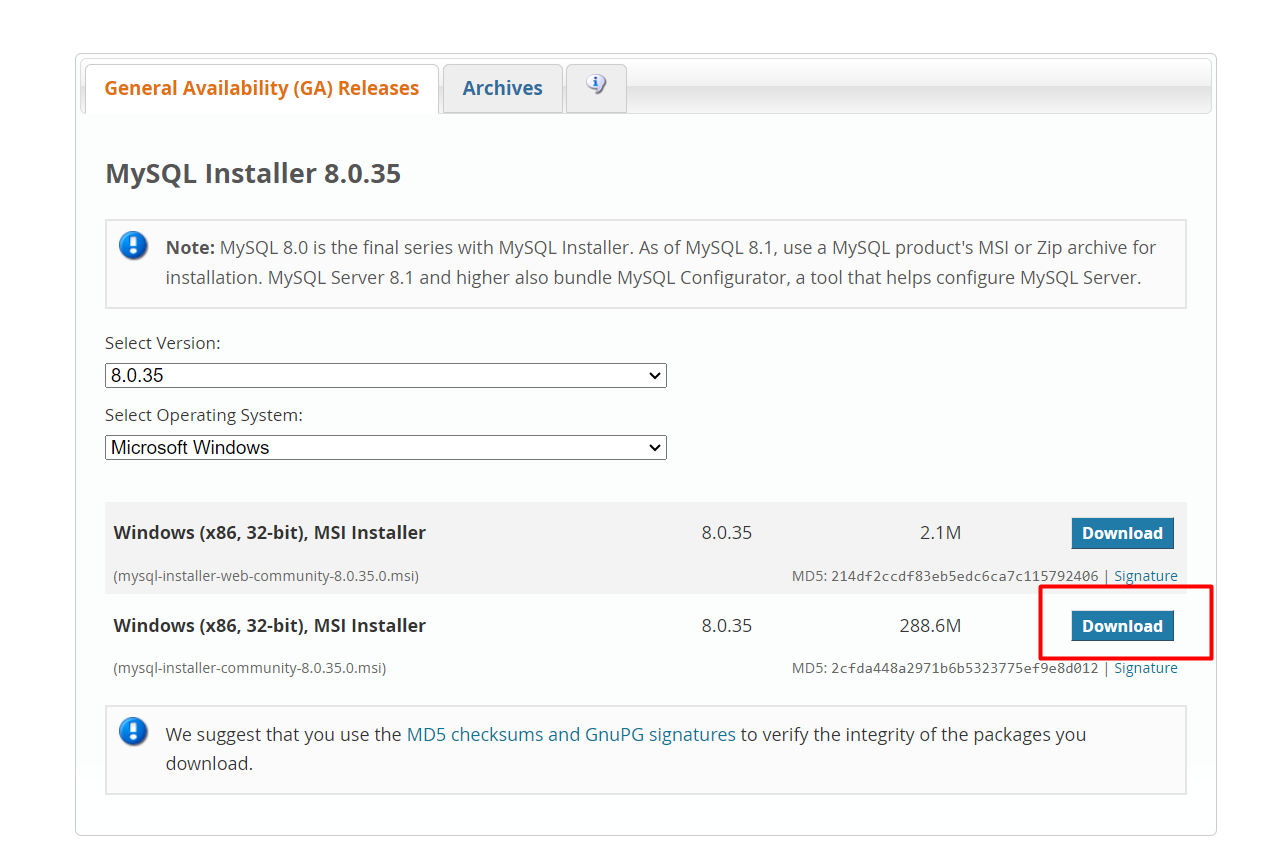 General Availability (GA) Releases
Archives
MySQL Installer 8.0.35
Note: MySQL 8.0 is the final series with MySQL Installer. As of MySQL 8.1, use a MySQL product's MSI or Zip archive for
installation. MySQL Server 8.1 and higher also bundle MySQL Configurator, a tool that helps configure MySQL Server.
Select Version:
8.0.35
Select Operating System:
Microsoft Windows
Windows (x86, 32-bit), MSI Installer 8.0.35 2.1M Download
(mysql-installer-web-community-8.0.35.0.msi) MD5: 214df2ccdf83eb5edc6ca7c115792406 | Signature
Windows (x86, 32-bit), MSI Installer 8.0.35 288.6M Download
(mysql-installer-community-8.0.35.0.msi) MD5: 2cfda448a2971b6b5323775ef9e8d012 | Signature
We suggest that you use the MD5 checksums and GnuPG signatures to verify the integrity of the packages you
download.